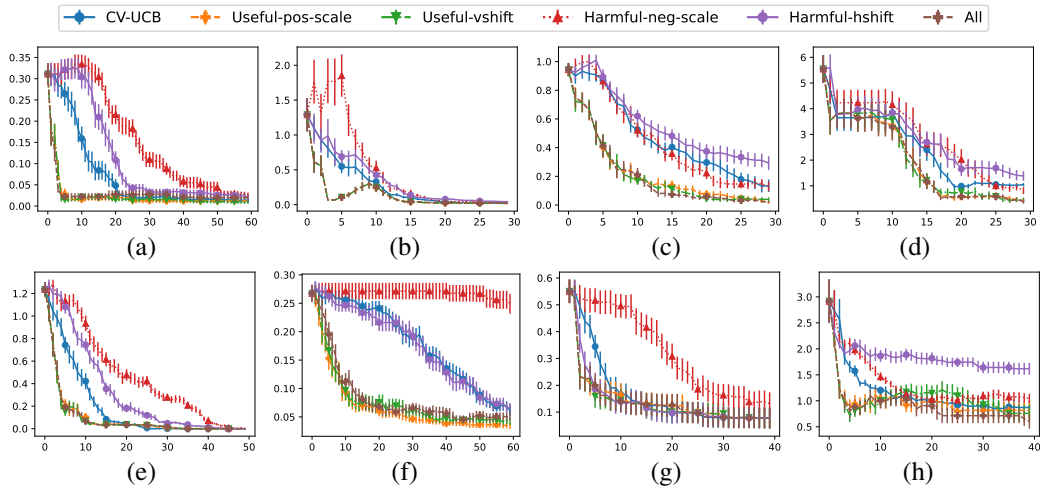 CV-UCB Useful-pos-scale Useful-vshift Harmful-neg-scale Harmful-hshift All
0.35 0.30 0.25 0.20 0.15 0.10 0.05 0.00
0 10 20 30 40 50 60
(a)
2.0 1.5 1.0 0.5 0.0
0 5 10 15 20 25 30
(b)
1.0 0.8 0.6 0.4 0.2 0.0
0 5 10 15 20 25 30
(c)
6 5 4 3 2 1
0 5 10 15 20 25 30
(d)
1.2 1.0 0.8 0.6 0.4 0.2 0.0
0 10 20 30 40 50
(e)
0.30 0.25 0.20 0.15 0.10 0.05
0 10 20 30 40 50 60
(f)
0.6 0.5 0.4 0.3 0.2 0.1
0 10 20 30 40
(g)
3.0 2.5 2.0 1.5 1.0 0.5
0 10 20 30 40
(h)